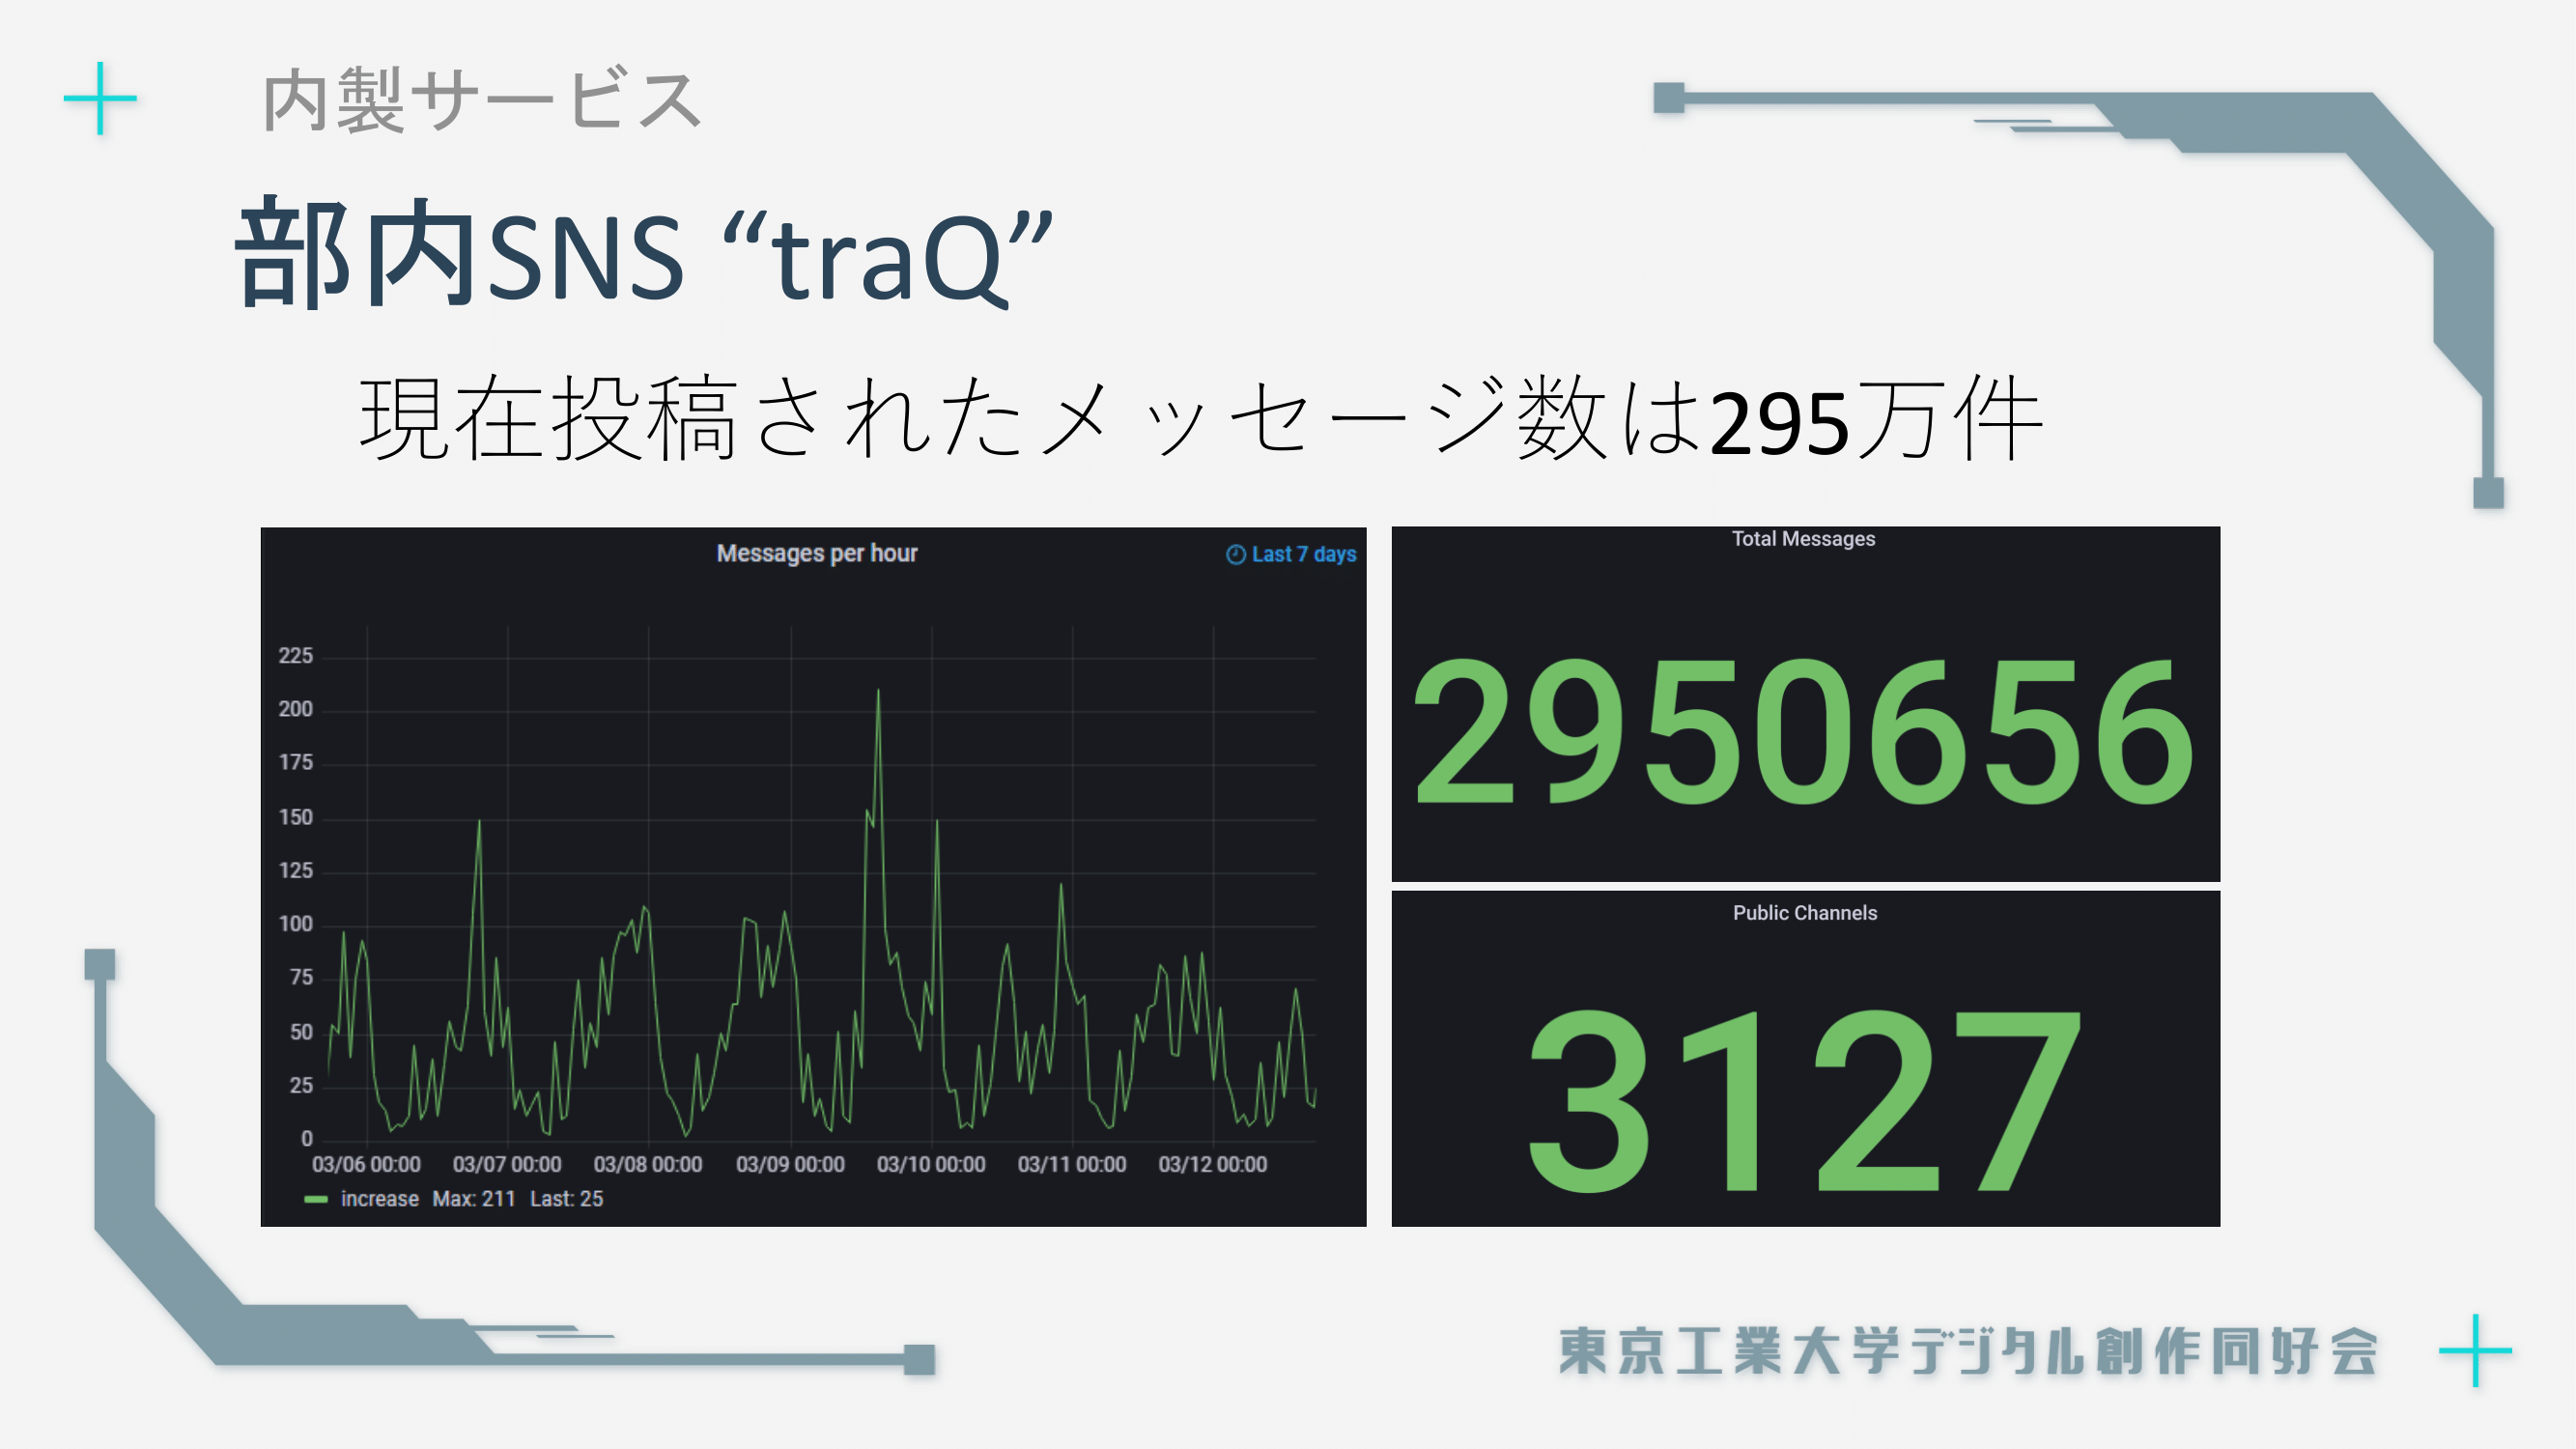 内製サービス
部内SNS “traQ”
現在投稿されたメッセージ数は295万件
Messages per hour
Last 7 days
225
200
175
150
125
100
75
50
25
0
03/06 00:00 03/07 00:00 03/08 00:00 03/09 00:00 03/10 00:00 03/11 00:00 03/12 00:00
increase Max: 211 Last: 25
Total Messages
2950656
Public Channels
3127
東京工業大学デジタル創作同好会